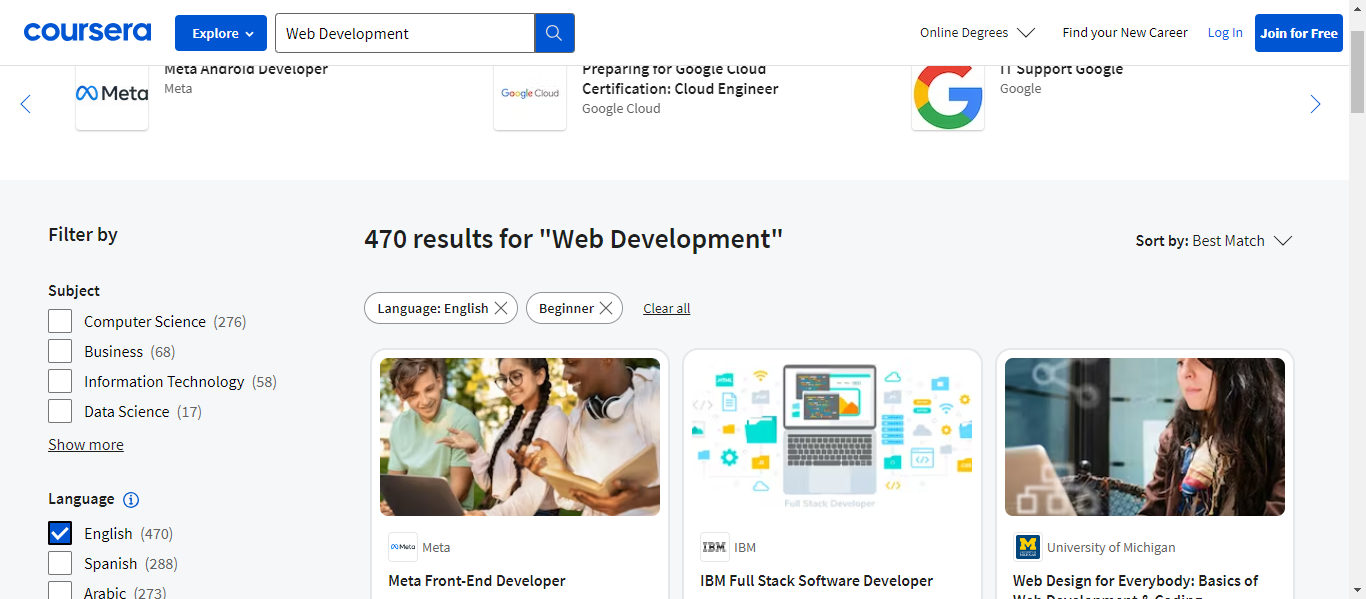 coursera
Explore
Web Development
Online Degrees
Find your New Career
Log In
Join for Free
Meta
Meta Android Developer
Meta
Google Cloud
Preparing for Google Cloud
Certification: Cloud Engineer
Google Cloud
G
IT Support Google
Google
Filter by
470 results for "Web Development"
Sort by: Best Match
Subject
Computer Science (276)
Business (68)
Information Technology (58)
Data Science (17)
Show more
Language
English (470)
Spanish (288)
Arabic (273)
Language: English
Beginner
Clear all
Full Stack Developer
Meta
Meta
Meta Front-End Developer
IBM
IBM
IBM Full Stack Software Developer
M
University of Michigan
Web Design for Everybody: Basics of
Web Development & Coding